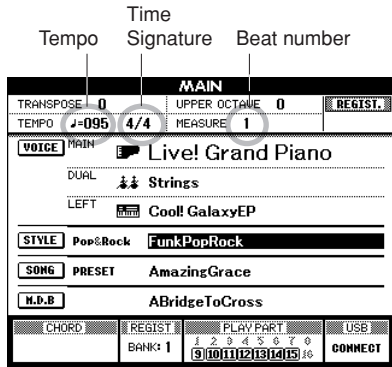 Time
Tempo Signature Beat number
MAIN
TRANSPOSE 0 UPPER OCTAVE 0 REGIST.
TEMPO ♩=095 4/4 MEASURE 1
VOICE MAIN Live! Grand Piano
DUAL Strings
LEFT Cool! GalaxyEP
STYLE Pop&Rock FunkPopRock
SONG PRESET AmazingGrace
M.D.B ABridgeToCross
CHORD REGIST PLAY PART USB
1 2 3 4 5 6 7 8
BANK: 1 9 10 11 12 13 14 15 16 CONNECT